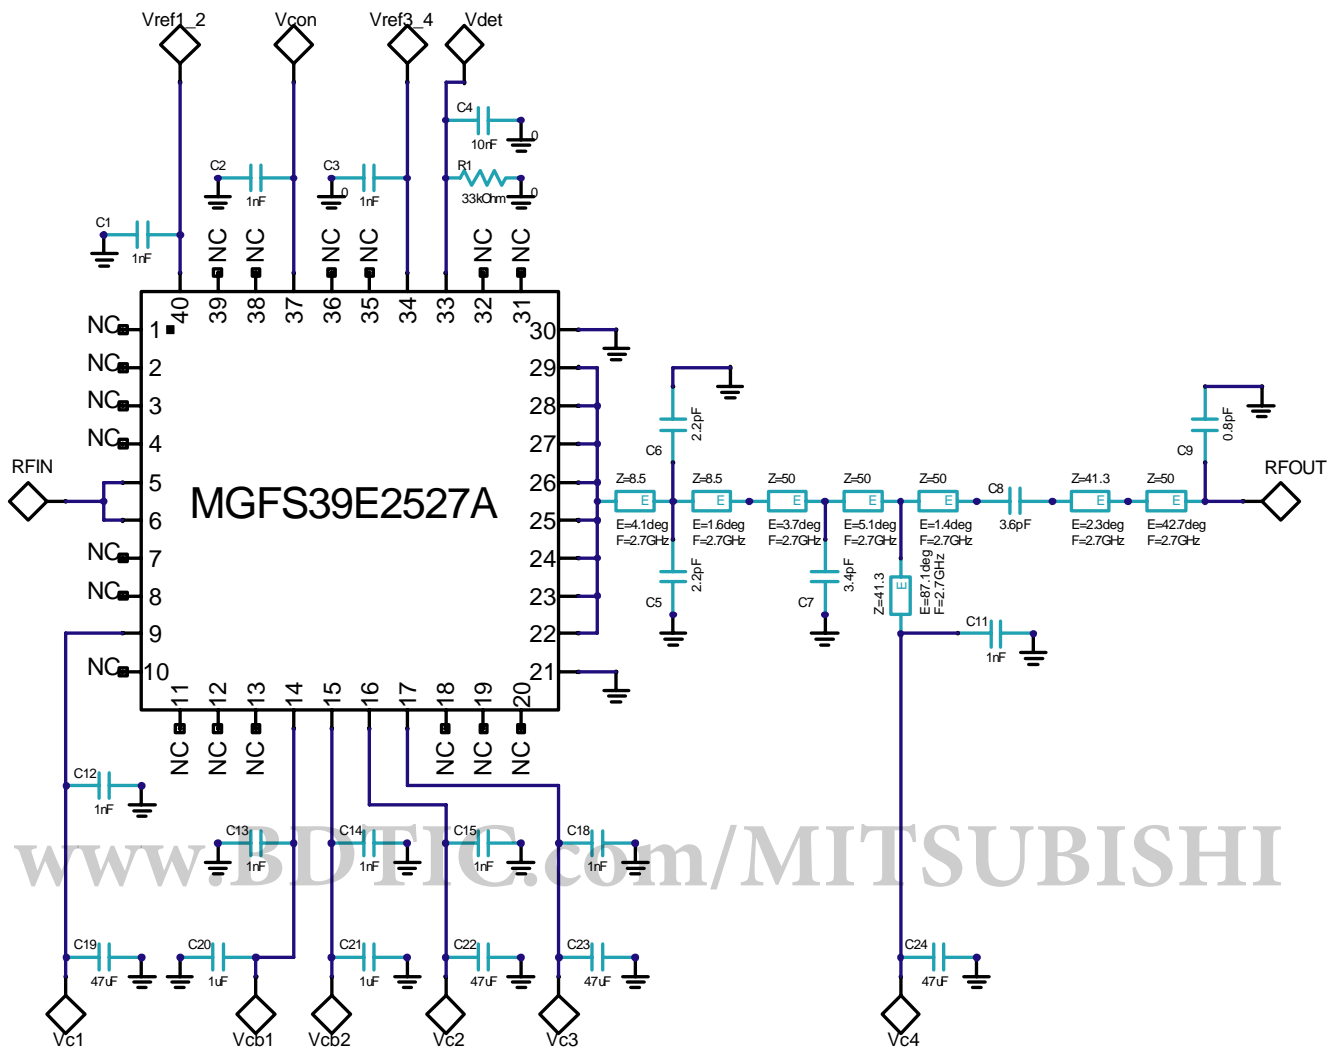 Vref1_2 Vcon Vref3_4 Vdet
C4
10nF 0
C2 C3 R1
1nF 0 1nF 33kOhm 0
C1
1nF
NC NC NC NC NC NC
40 39 38 37 36 35 34 33 32 31
NC 1 30
NC 2 29
NC 3 28
NC 4 27
RFIN 5 26
6 25
NC 7 24
NC 8 23
9 22
NC 10 21
MGFS39E2527A
11 12 13 14 15 16 17 18 19 20
NC NC NC NC NC NC
C6 2.2pF
C9 0.8pF
RFOUT
Z=8.5 Z=8.5 Z=50 Z=50 Z=50 C8 Z=41.3 Z=50
E E E E E E E
3.6pF
E=4.1deg E=1.6deg E=3.7deg E=5.1deg E=1.4deg E=2.3deg E=42.7deg
F=2.7GHz F=2.7GHz F=2.7GHz F=2.7GHz F=2.7GHz F=2.7GHz F=2.7GHz
C5 2.2pF
C7 3.4pF
Z=41.3 E E=87.1deg
F=2.7GHz
C11
1nF
C12
1nF
C13 C14 C15 C18
1nF 1nF 1nF 1nF
www.BDTIC.com/MITSUBISHI
C19 C20 C21 C22 C23 C24
47uF 1uF 1uF 47uF 47uF 47uF
Vc1 Vcb1 Vcb2 Vc2 Vc3 Vc4